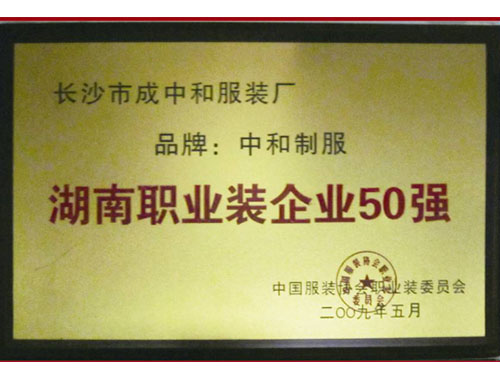 长沙市成中和服装厂
品牌：中和制服
湖南职业装企业50强
中国服装协会职业装委员会
二〇〇九年五月